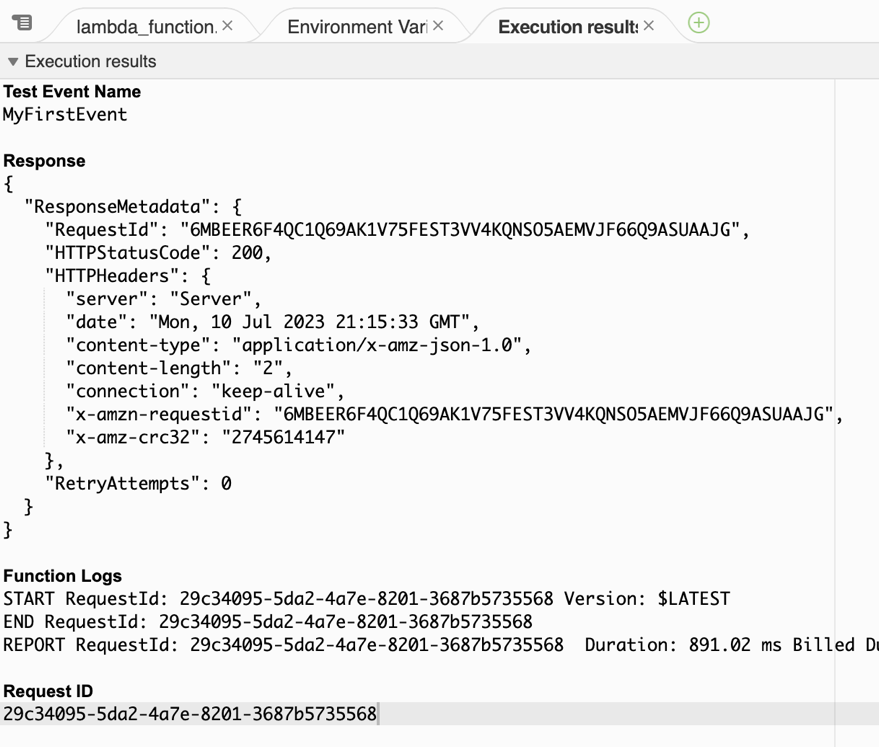 lambda_function.
Environment Vari
Execution results
Execution results
Test Event Name
MyFirstEvent
Response
{
  "ResponseMetadata": {
    "RequestId": "6MBEER6F4QC1Q69AK1V75FEST3VV4KQNSO5AEMVJF66Q9ASUAAJG",
    "HTTPStatusCode": 200,
    "HTTPHeaders": {
      "server": "Server",
      "date": "Mon, 10 Jul 2023 21:15:33 GMT",
      "content-type": "application/x-amz-json-1.0",
      "content-length": "2",
      "connection": "keep-alive",
      "x-amzn-requestid": "6MBEER6F4QC1Q69AK1V75FEST3VV4KQNSO5AEMVJF66Q9ASUAAJG",
      "x-amz-crc32": "2745614147"
    },
    "RetryAttempts": 0
  }
}
Function Logs
START RequestId: 29c34095-5da2-4a7e-8201-3687b5735568 Version: $LATEST
END RequestId: 29c34095-5da2-4a7e-8201-3687b5735568
REPORT RequestId: 29c34095-5da2-4a7e-8201-3687b5735568  Duration: 891.02 ms Billed Du
Request ID
29c34095-5da2-4a7e-8201-3687b5735568